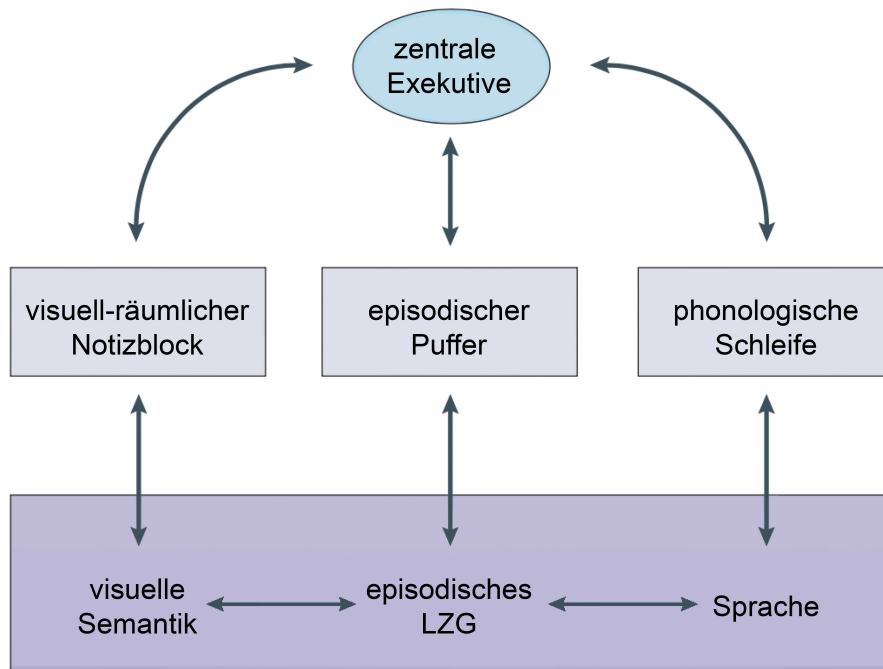 zentrale
Exekutive
visuell-räumlicher
Notizblock
episodischer
Puffer
phonologische
Schleife
visuelle
Semantik
episodisches
LZG
Sprache